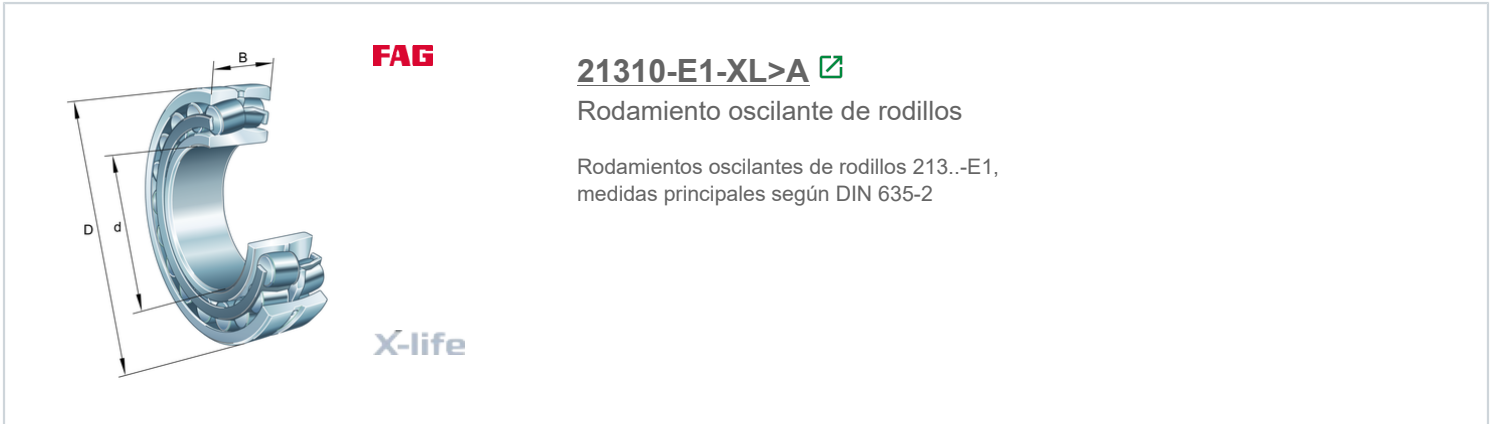 B
FAG
21310-E1-XL>A
Rodamiento oscilante de rodillos
Rodamientos oscilantes de rodillos 213..-E1,
medidas principales según DIN 635-2
D
d
X-life